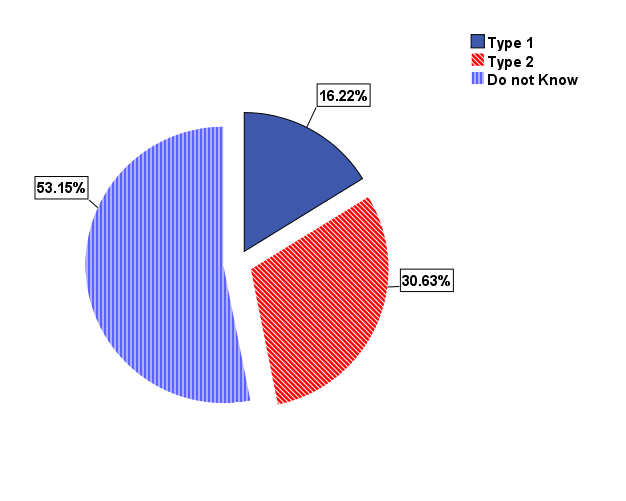 Type 1
Type 2
Do not Know
16.22%
53.15%
30.63%